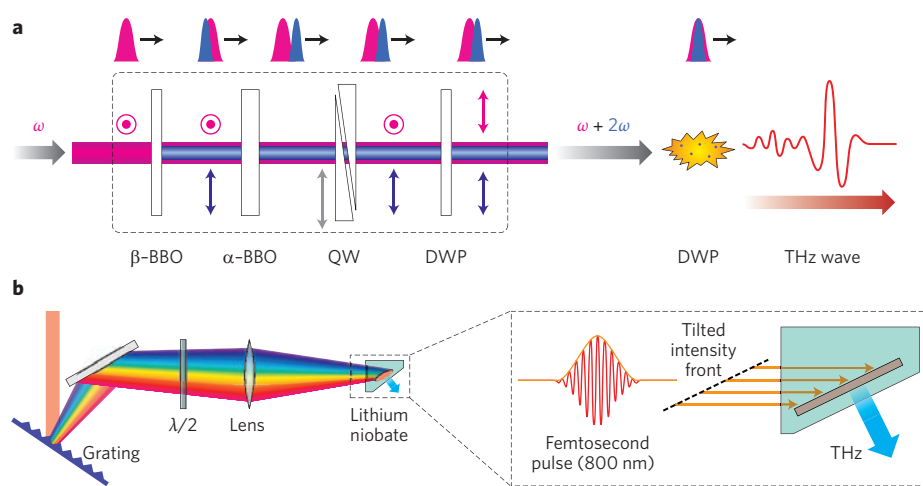 a
ω
ω + 2ω
β-BBO
α-BBO
QW
DWP
DWP
THz wave
b
Grating
λ/2
Lens
Lithium
niobate
Femtosecond
pulse (800 nm)
Tilted
intensity
front
THz